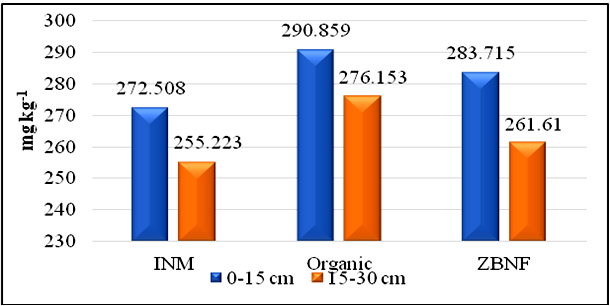 300
290
280
270
260
250
240
230
mg kg-1
272.508
255.223
290.859
276.153
283.715
261.61
INM
Organic
ZBNF
0-15 cm
15-30 cm